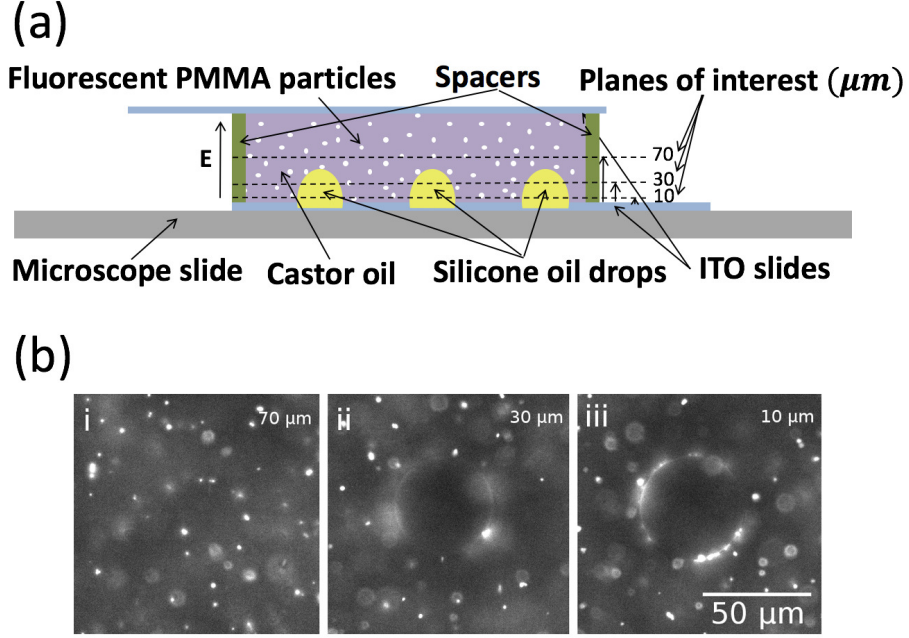 (a)
Fluorescent PMMA particles
Spacers
Planes of interest (μm)
E
70
30
10
Microscope slide
Castor oil
Silicone oil drops
ITO slides
(b)
i
70 μm
ii
30 μm
iii
10 μm
50 μm